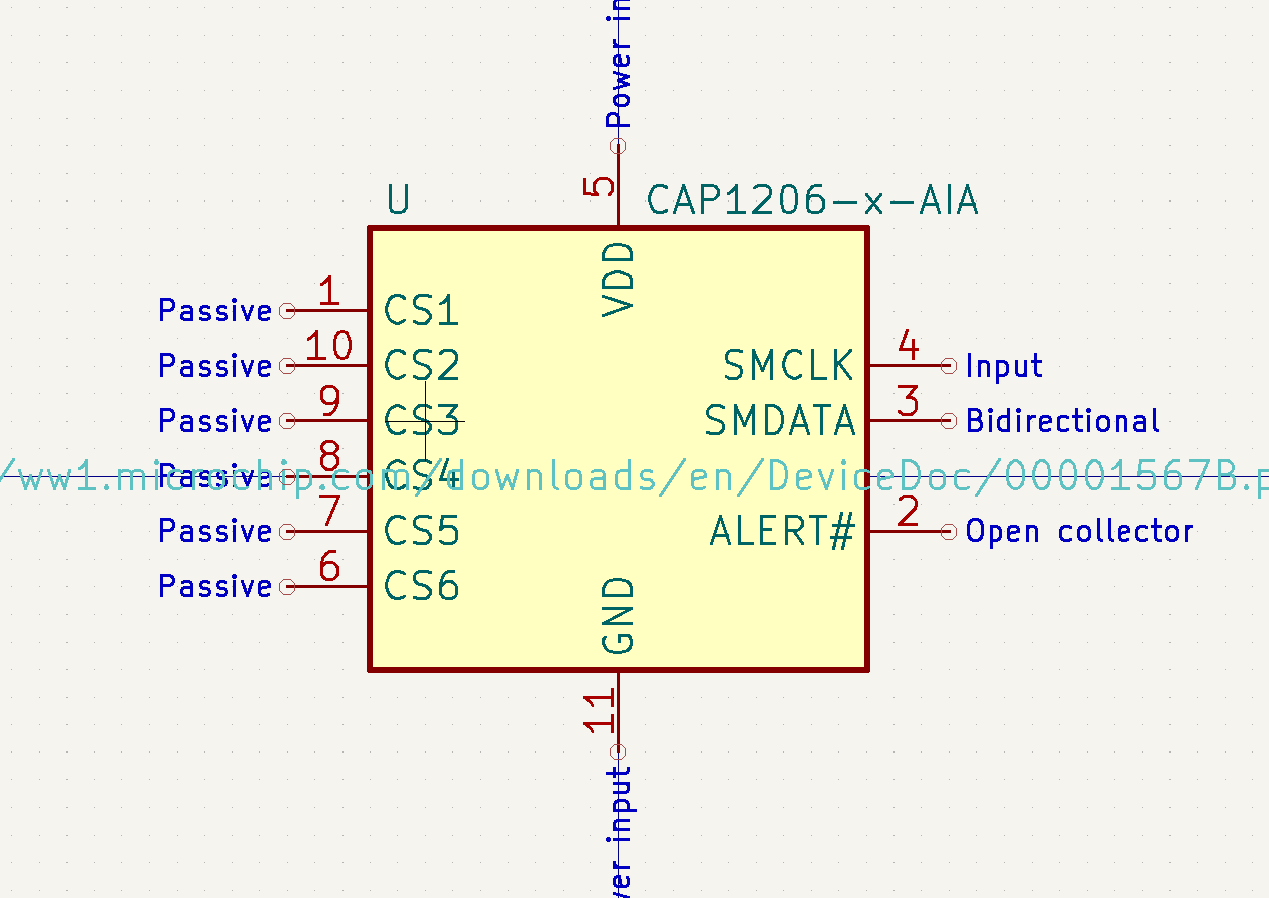 Power in
5
U
CAP1206-x-AIA
VDD
Passive 1 CS1
Passive 10 CS2
Passive 9 CS3
Passive 8 CS4
Passive 7 CS5
Passive 6 CS6
SMCLK 4 Input
SMDATA 3 Bidirectional
/ww1.microchip.com/downloads/en/DeviceDoc/00001567B.p
ALERT# 2 Open collector
GND
11
wer input